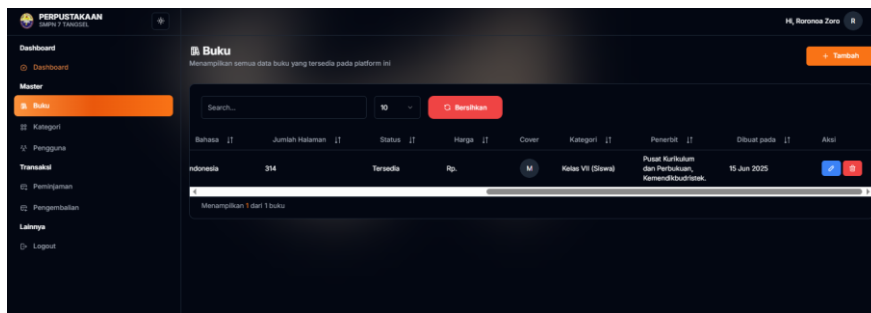 PERPUSTAKAAN
SMPN 7 TANGSEL
Hi, Roronoa Zoro R
Dashboard
Dashboard
Master
Buku
Kategori
Pengguna
Transaksi
Peminjaman
Pengembalian
Lainnya
Logout
Buku
Menampilkan semua data buku yang tersedia pada platform ini
+ Tambah
Search...
10
Bersihkan
Bahasa Jumlah Halaman Status Harga Cover Kategori Penerbit Dibuat pada Aksi
ndonesia 314 Tersedia Rp. M Kelas VII (Siswa) Pusat Kurikulum
dan Perbukuan,
Kemendikbudristek. 15 Jun 2025
Menampilkan 1 dari 1 buku